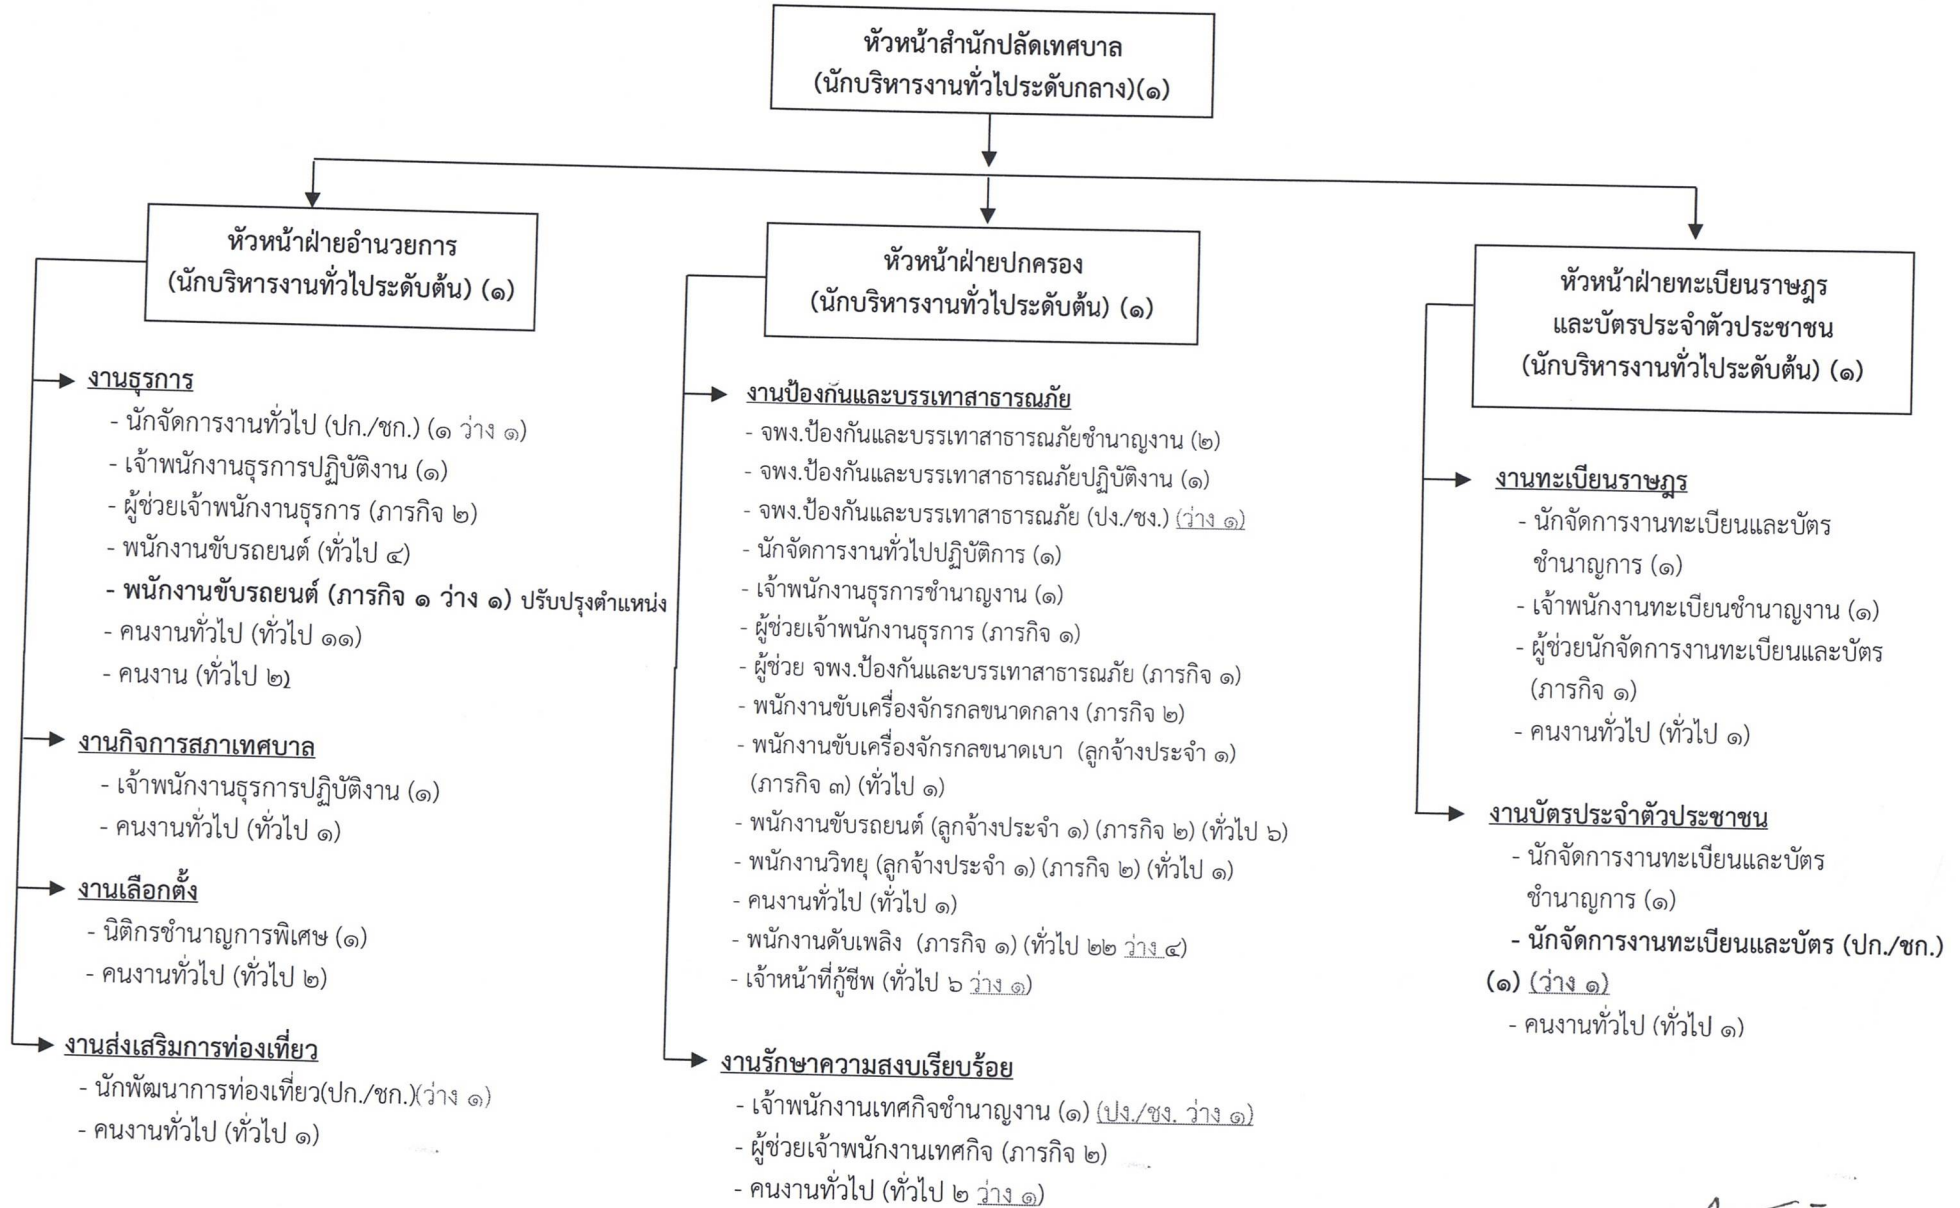 หัวหน้าสำนักปลัดเทศบาล
(นักบริหารงานทั่วไประดับกลาง)(๑)
หัวหน้าฝ่ายอำนวยการ
(นักบริหารงานทั่วไประดับต้น) (๑)
งานธุรการ
- นักจัดการงานทั่วไป (ปก./ชก.) (๑ ว่าง ๑)
- เจ้าพนักงานธุรการปฏิบัติงาน (๑)
- ผู้ช่วยเจ้าพนักงานธุรการ (ภารกิจ ๒)
- พนักงานขับรถยนต์ (ทั่วไป ๔)
- พนักงานขับรถยนต์ (ภารกิจ ๑ ว่าง ๑) ปรับปรุงตำแหน่ง
- คนงานทั่วไป (ทั่วไป ๑๑)
- คนงาน (ทั่วไป ๒)
งานกิจการสภาเทศบาล
- เจ้าพนักงานธุรการปฏิบัติงาน (๑)
- คนงานทั่วไป (ทั่วไป ๑)
งานเลือกตั้ง
- นิติกรชำนาญการพิเศษ (๑)
- คนงานทั่วไป (ทั่วไป ๒)
งานส่งเสริมการท่องเที่ยว
- นักพัฒนาการท่องเที่ยว(ปก./ชก.)(ว่าง ๑)
- คนงานทั่วไป (ทั่วไป ๑)
หัวหน้าฝ่ายปกครอง
(นักบริหารงานทั่วไประดับต้น) (๑)
งานป้องกันและบรรเทาสาธารณภัย
- จพง.ป้องกันและบรรเทาสาธารณภัยชำนาญงาน (๒)
- จพง.ป้องกันและบรรเทาสาธารณภัยปฏิบัติงาน (๑)
- จพง.ป้องกันและบรรเทาสาธารณภัย (ปง./ชง.) (ว่าง ๑)
- นักจัดการงานทั่วไปปฏิบัติการ (๑)
- เจ้าพนักงานธุรการชำนาญงาน (๑)
- ผู้ช่วยเจ้าพนักงานธุรการ (ภารกิจ ๑)
- ผู้ช่วย จพง.ป้องกันและบรรเทาสาธารณภัย (ภารกิจ ๑)
- พนักงานขับเครื่องจักรกลขนาดกลาง (ภารกิจ ๒)
- พนักงานขับเครื่องจักรกลขนาดเบา (ลูกจ้างประจำ ๑)
(ภารกิจ ๓) (ทั่วไป ๑)
- พนักงานขับรถยนต์ (ลูกจ้างประจำ ๑) (ภารกิจ ๒) (ทั่วไป ๖)
- พนักงานวิทยุ (ลูกจ้างประจำ ๑) (ภารกิจ ๒) (ทั่วไป ๑)
- คนงานทั่วไป (ทั่วไป ๑)
- พนักงานดับเพลิง (ภารกิจ ๑) (ทั่วไป ๒๒ ว่าง ๔)
- เจ้าหน้าที่กู้ชีพ (ทั่วไป ๖ ว่าง ๑)
งานรักษาความสงบเรียบร้อย
- เจ้าพนักงานเทศกิจชำนาญงาน (๑) (ปง./ชง. ว่าง ๑)
- ผู้ช่วยเจ้าพนักงานเทศกิจ (ภารกิจ ๒)
- คนงานทั่วไป (ทั่วไป ๒ ว่าง ๑)
หัวหน้าฝ่ายทะเบียนราษฎร
และบัตรประจำตัวประชาชน
(นักบริหารงานทั่วไประดับต้น) (๑)
งานทะเบียนราษฎร
- นักจัดการงานทะเบียนและบัตร
ชำนาญการ (๑)
- เจ้าพนักงานทะเบียนชำนาญงาน (๑)
- ผู้ช่วยนักจัดการงานทะเบียนและบัตร
(ภารกิจ ๑)
- คนงานทั่วไป (ทั่วไป ๑)
งานบัตรประจำตัวประชาชน
- นักจัดการงานทะเบียนและบัตร
ชำนาญการ (๑)
- นักจัดการงานทะเบียนและบัตร (ปก./ชก.)
(๑) (ว่าง ๑)
- คนงานทั่วไป (ทั่วไป ๑)